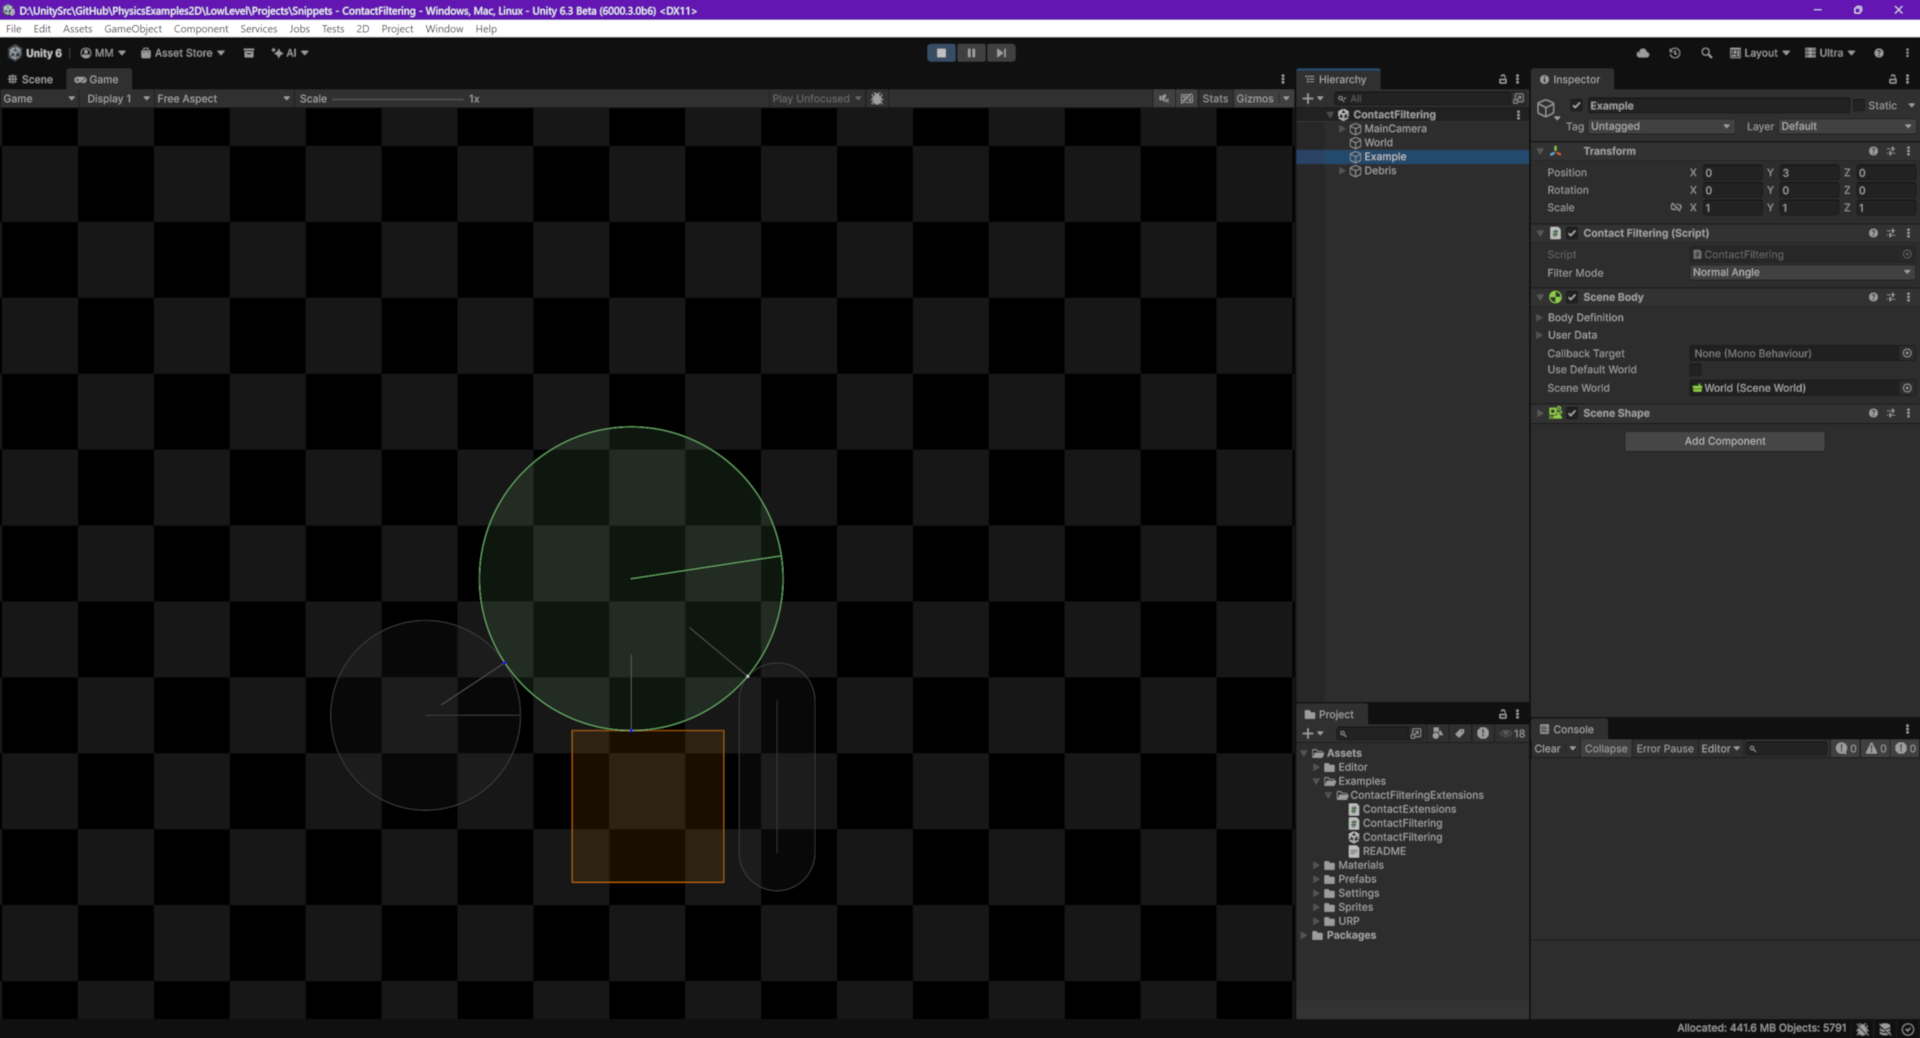 D:\UnitySrc\GitHub\PhysicsExamples2D\LowLevel\Projects\Snippets - ContactFiltering - Windows, Mac, Linux - Unity 6.3 Beta (6000.3.0b6) <DX11>
File Edit Assets GameObject Component Services Jobs Tests 2D Project Window Help
Unity 6 MM Asset Store AI Layout Ultra
Scene Game
Game Display 1 Free Aspect Scale 1x Play Unfocused Stats Gizmos
Hierarchy
All
ContactFiltering
MainCamera
World
Example
Debris
Inspector
Example Static
Tag Untagged Layer Default
Transform
Position X 0 Y 3 Z 0
Rotation X 0 Y 0 Z 0
Scale X 1 Y 1 Z 1
# Contact Filtering (Script)
Script ContactFiltering
Filter Mode Normal Angle
Scene Body
Body Definition
User Data
Callback Target None (Mono Behaviour)
Use Default World
Scene World World (Scene World)
Scene Shape
Add Component
Project
18
Assets
Editor
Examples
ContactFilteringExtensions
ContactExtensions
ContactFiltering
ContactFiltering
README
Materials
Prefabs
Settings
Sprites
URP
Packages
Console
Clear Collapse Error Pause Editor 0 0 0
Allocated: 441.6 MB Objects: 5791